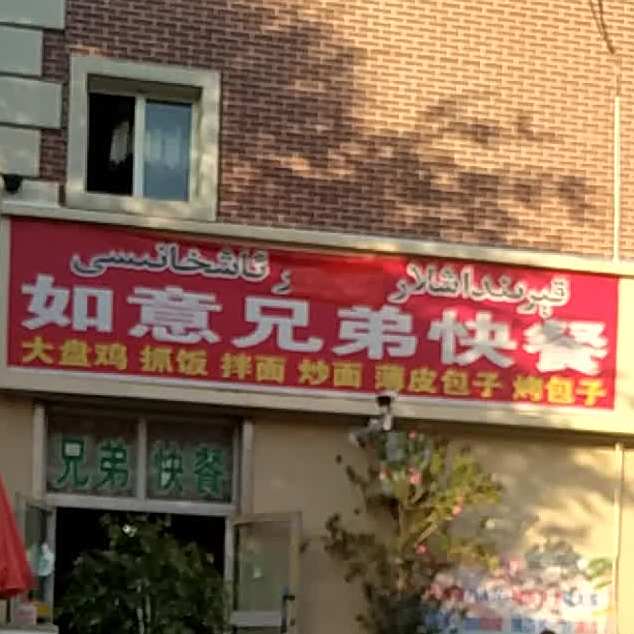 قېرىنداشلار ئاشخانىسى
如意兄弟快餐
大盘鸡 抓饭 拌面 炒面 薄皮包子 烤包子
兄弟 快餐